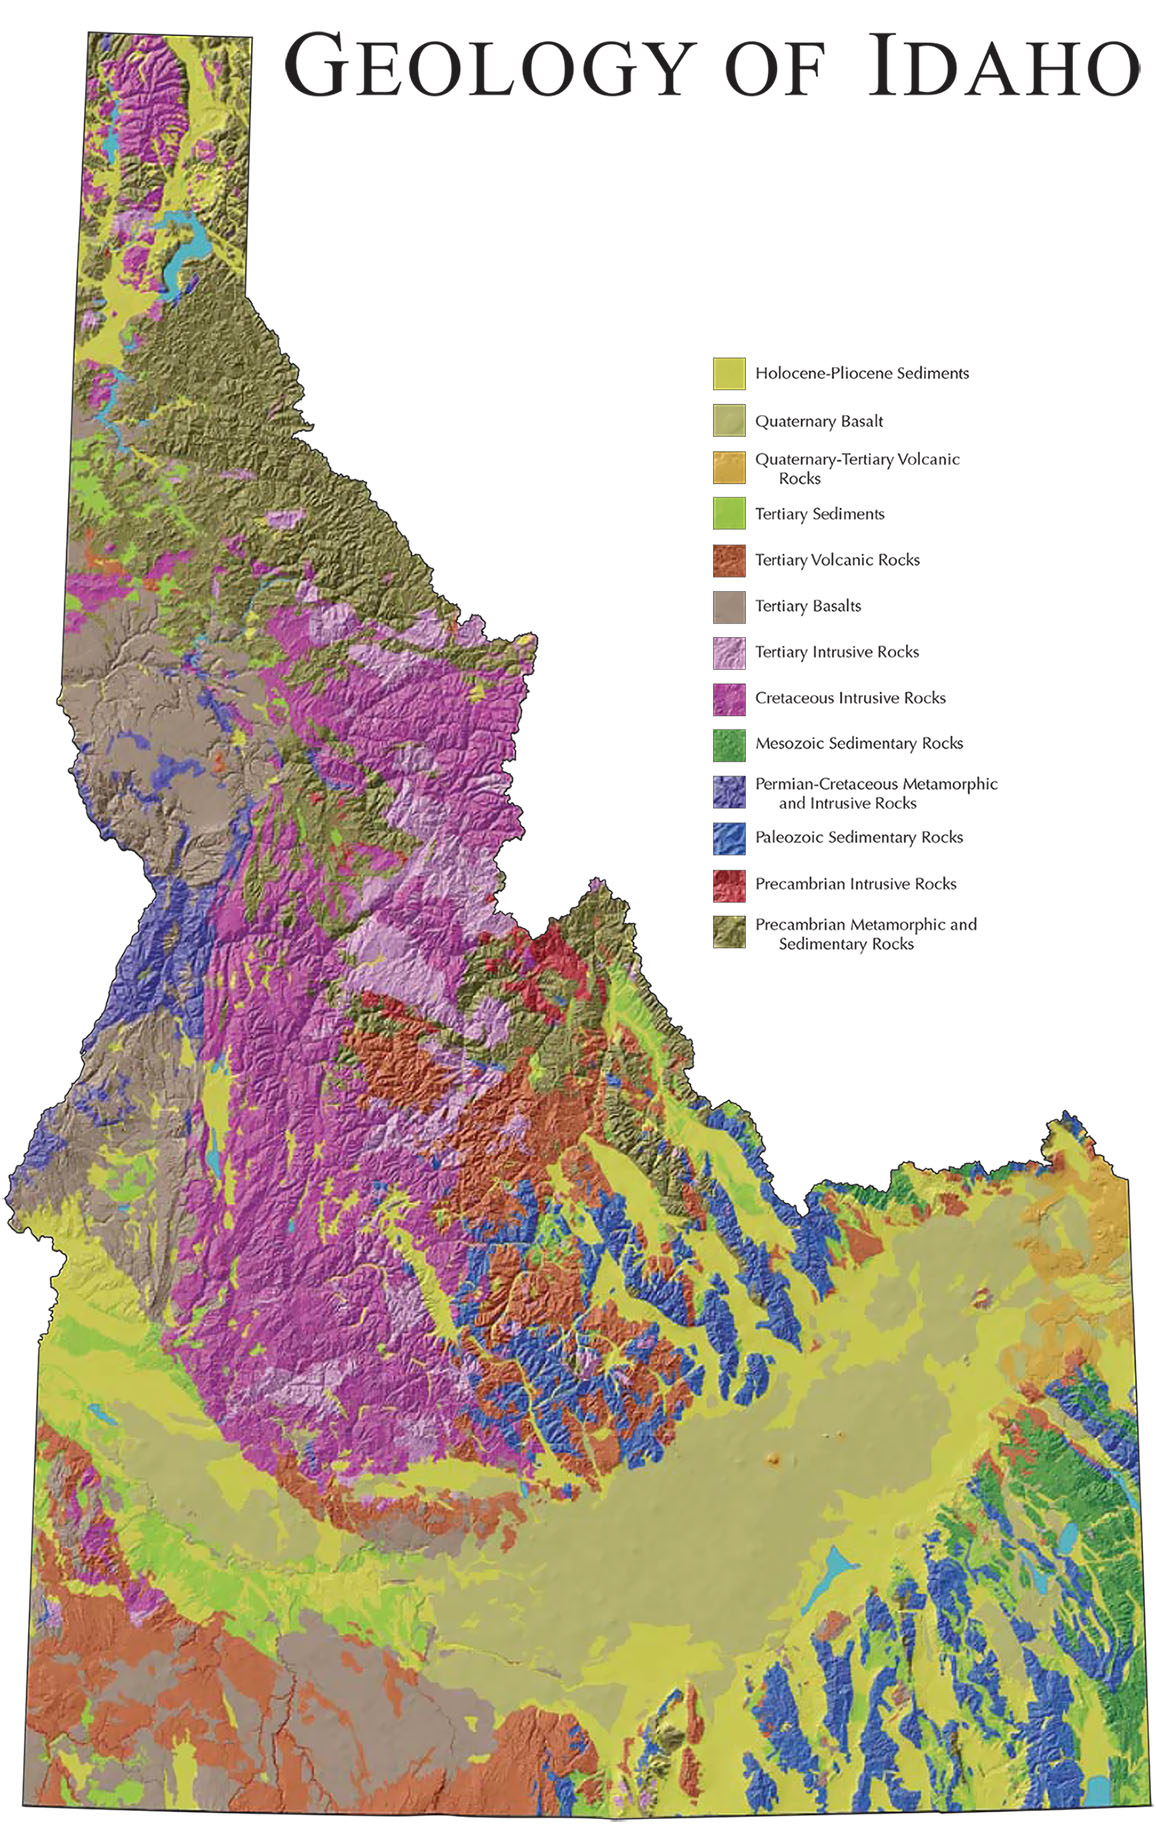 GEOLOGY OF IDAHO
Holocene-Pliocene Sediments
Quaternary Basalt
Quaternary-Tertiary Volcanic
Rocks
Tertiary Sediments
Tertiary Volcanic Rocks
Tertiary Basalts
Tertiary Intrusive Rocks
Cretaceous Intrusive Rocks
Mesozoic Sedimentary Rocks
Permian-Cretaceous Metamorphic
and Intrusive Rocks
Paleozoic Sedimentary Rocks
Precambrian Intrusive Rocks
Precambrian Metamorphic and
Sedimentary Rocks